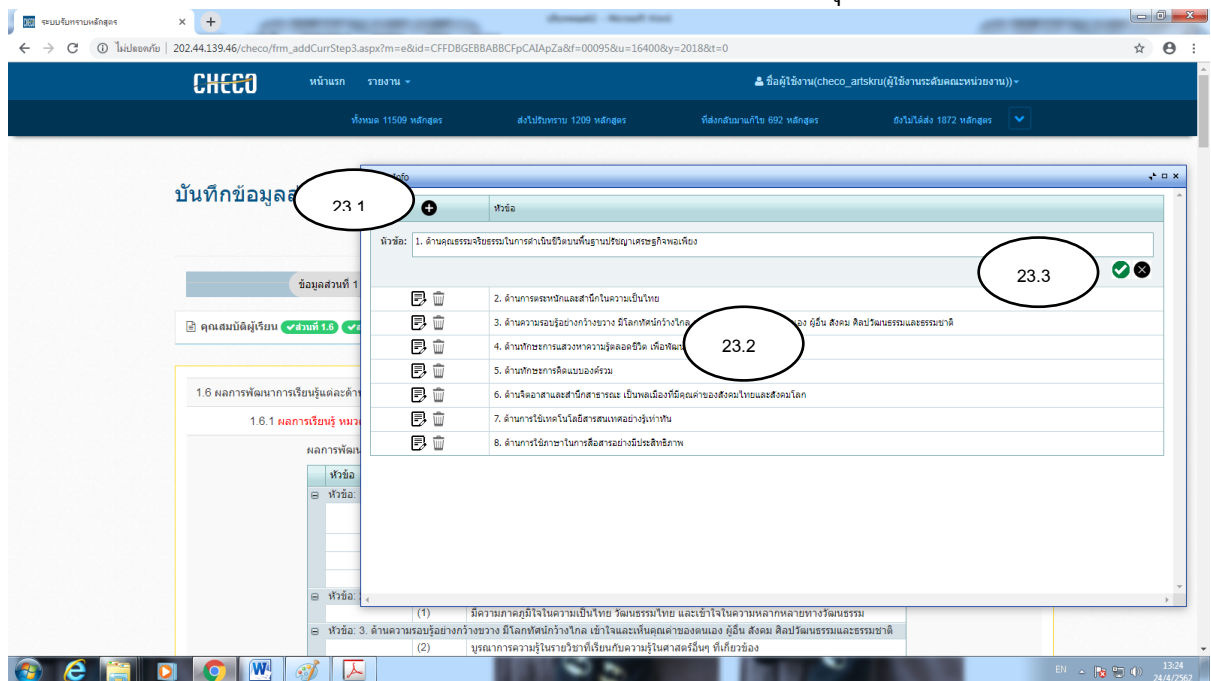 ระบบรับทราบหลักสูตร
ไม่ปลอดภัย | 202.44.139.46/checo/frm_addCurrStep3.aspx?m=e&id=CFFDBGEBBABBCFpCAIApZa&f=00095&u=16400&y=2018&t=0
CHECO หน้าแรก รายงาน ชื่อผู้ใช้งาน(checo_artskru(ผู้ใช้งานระดับคณะหน่วยงาน))
ทั้งหมด 11509 หลักสูตร ส่งไปรับทราบ 1209 หลักสูตร ที่ส่งกลับมาแก้ไข 692 หลักสูตร ยังไม่ได้ส่ง 1872 หลักสูตร
บันทึกข้อมูลส
23.1 หัวข้อ
หัวข้อ: 1. ด้านคุณธรรมจริยธรรมในการดำเนินชีวิตบนพื้นฐานปรัชญาเศรษฐกิจพอเพียง
23.3
ข้อมูลส่วนที่ 1
2. ด้านการตระหนักและสำนึกในความเป็นไทย
คุณสมบัติผู้เรียน ส่วนที่ 1.6
3. ด้านความรอบรู้อย่างกว้างขวาง มีโลกทัศน์กว้างไกล อง ผู้อื่น สังคม ศิลปวัฒนธรรมและธรรมชาติ
4. ด้านทักษะการแสวงหาความรู้ตลอดชีวิต เพื่อพัฒน
23.2
5. ด้านทักษะการคิดแบบองค์รวม
1.6 ผลการพัฒนาการเรียนรู้แต่ละด้า
6. ด้านจิตอาสาและสำนึกสาธารณะ เป็นพลเมืองที่มีคุณค่าของสังคมไทยและสังคมโลก
1.6.1 ผลการเรียนรู้ หมว
7. ด้านการใช้เทคโนโลยีสารสนเทศอย่างรู้เท่าทัน
8. ด้านการใช้ภาษาในการสื่อสารอย่างมีประสิทธิภาพ
ผลการพัฒน
หัวข้อ
หัวข้อ:
หัวข้อ:
(1) มีความภาคภูมิใจในความเป็นไทย วัฒนธรรมไทย และเข้าใจในความหลากหลายทางวัฒนธรรม
หัวข้อ: 3. ด้านความรอบรู้อย่างกว้างขวาง มีโลกทัศน์กว้างไกล เข้าใจและเห็นคุณค่าของตนเอง ผู้อื่น สังคม ศิลปวัฒนธรรมและธรรมชาติ
(2) บูรณาการความรู้ในรายวิชาที่เรียนกับความรู้ในศาสตร์อื่นๆ ที่เกี่ยวข้อง
EN 13:24
24/4/2562